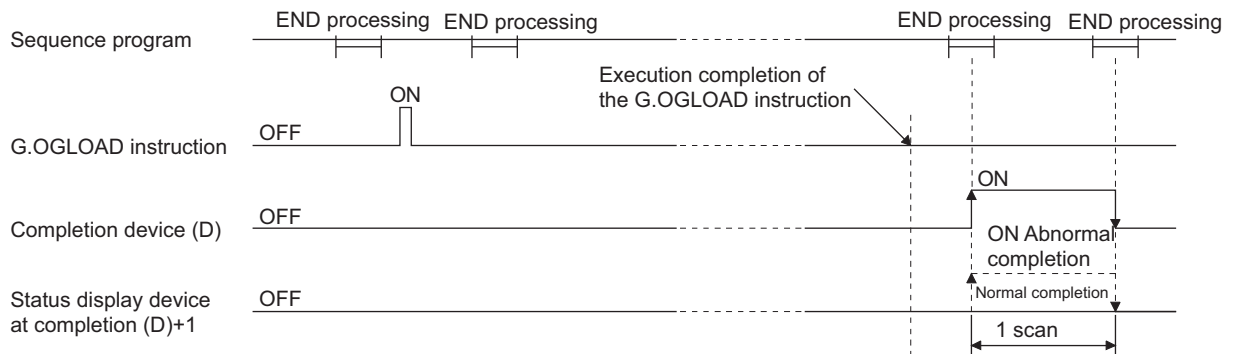 END processing
END processing
END processing
END processing
Sequence program
Execution completion of
the G.OGLOAD instruction
ON
OFF
G.OGLOAD instruction
ON
OFF
Completion device (D)
ON Abnormal
completion
Normal completion
Status display device
at completion (D)+1
OFF
1 scan